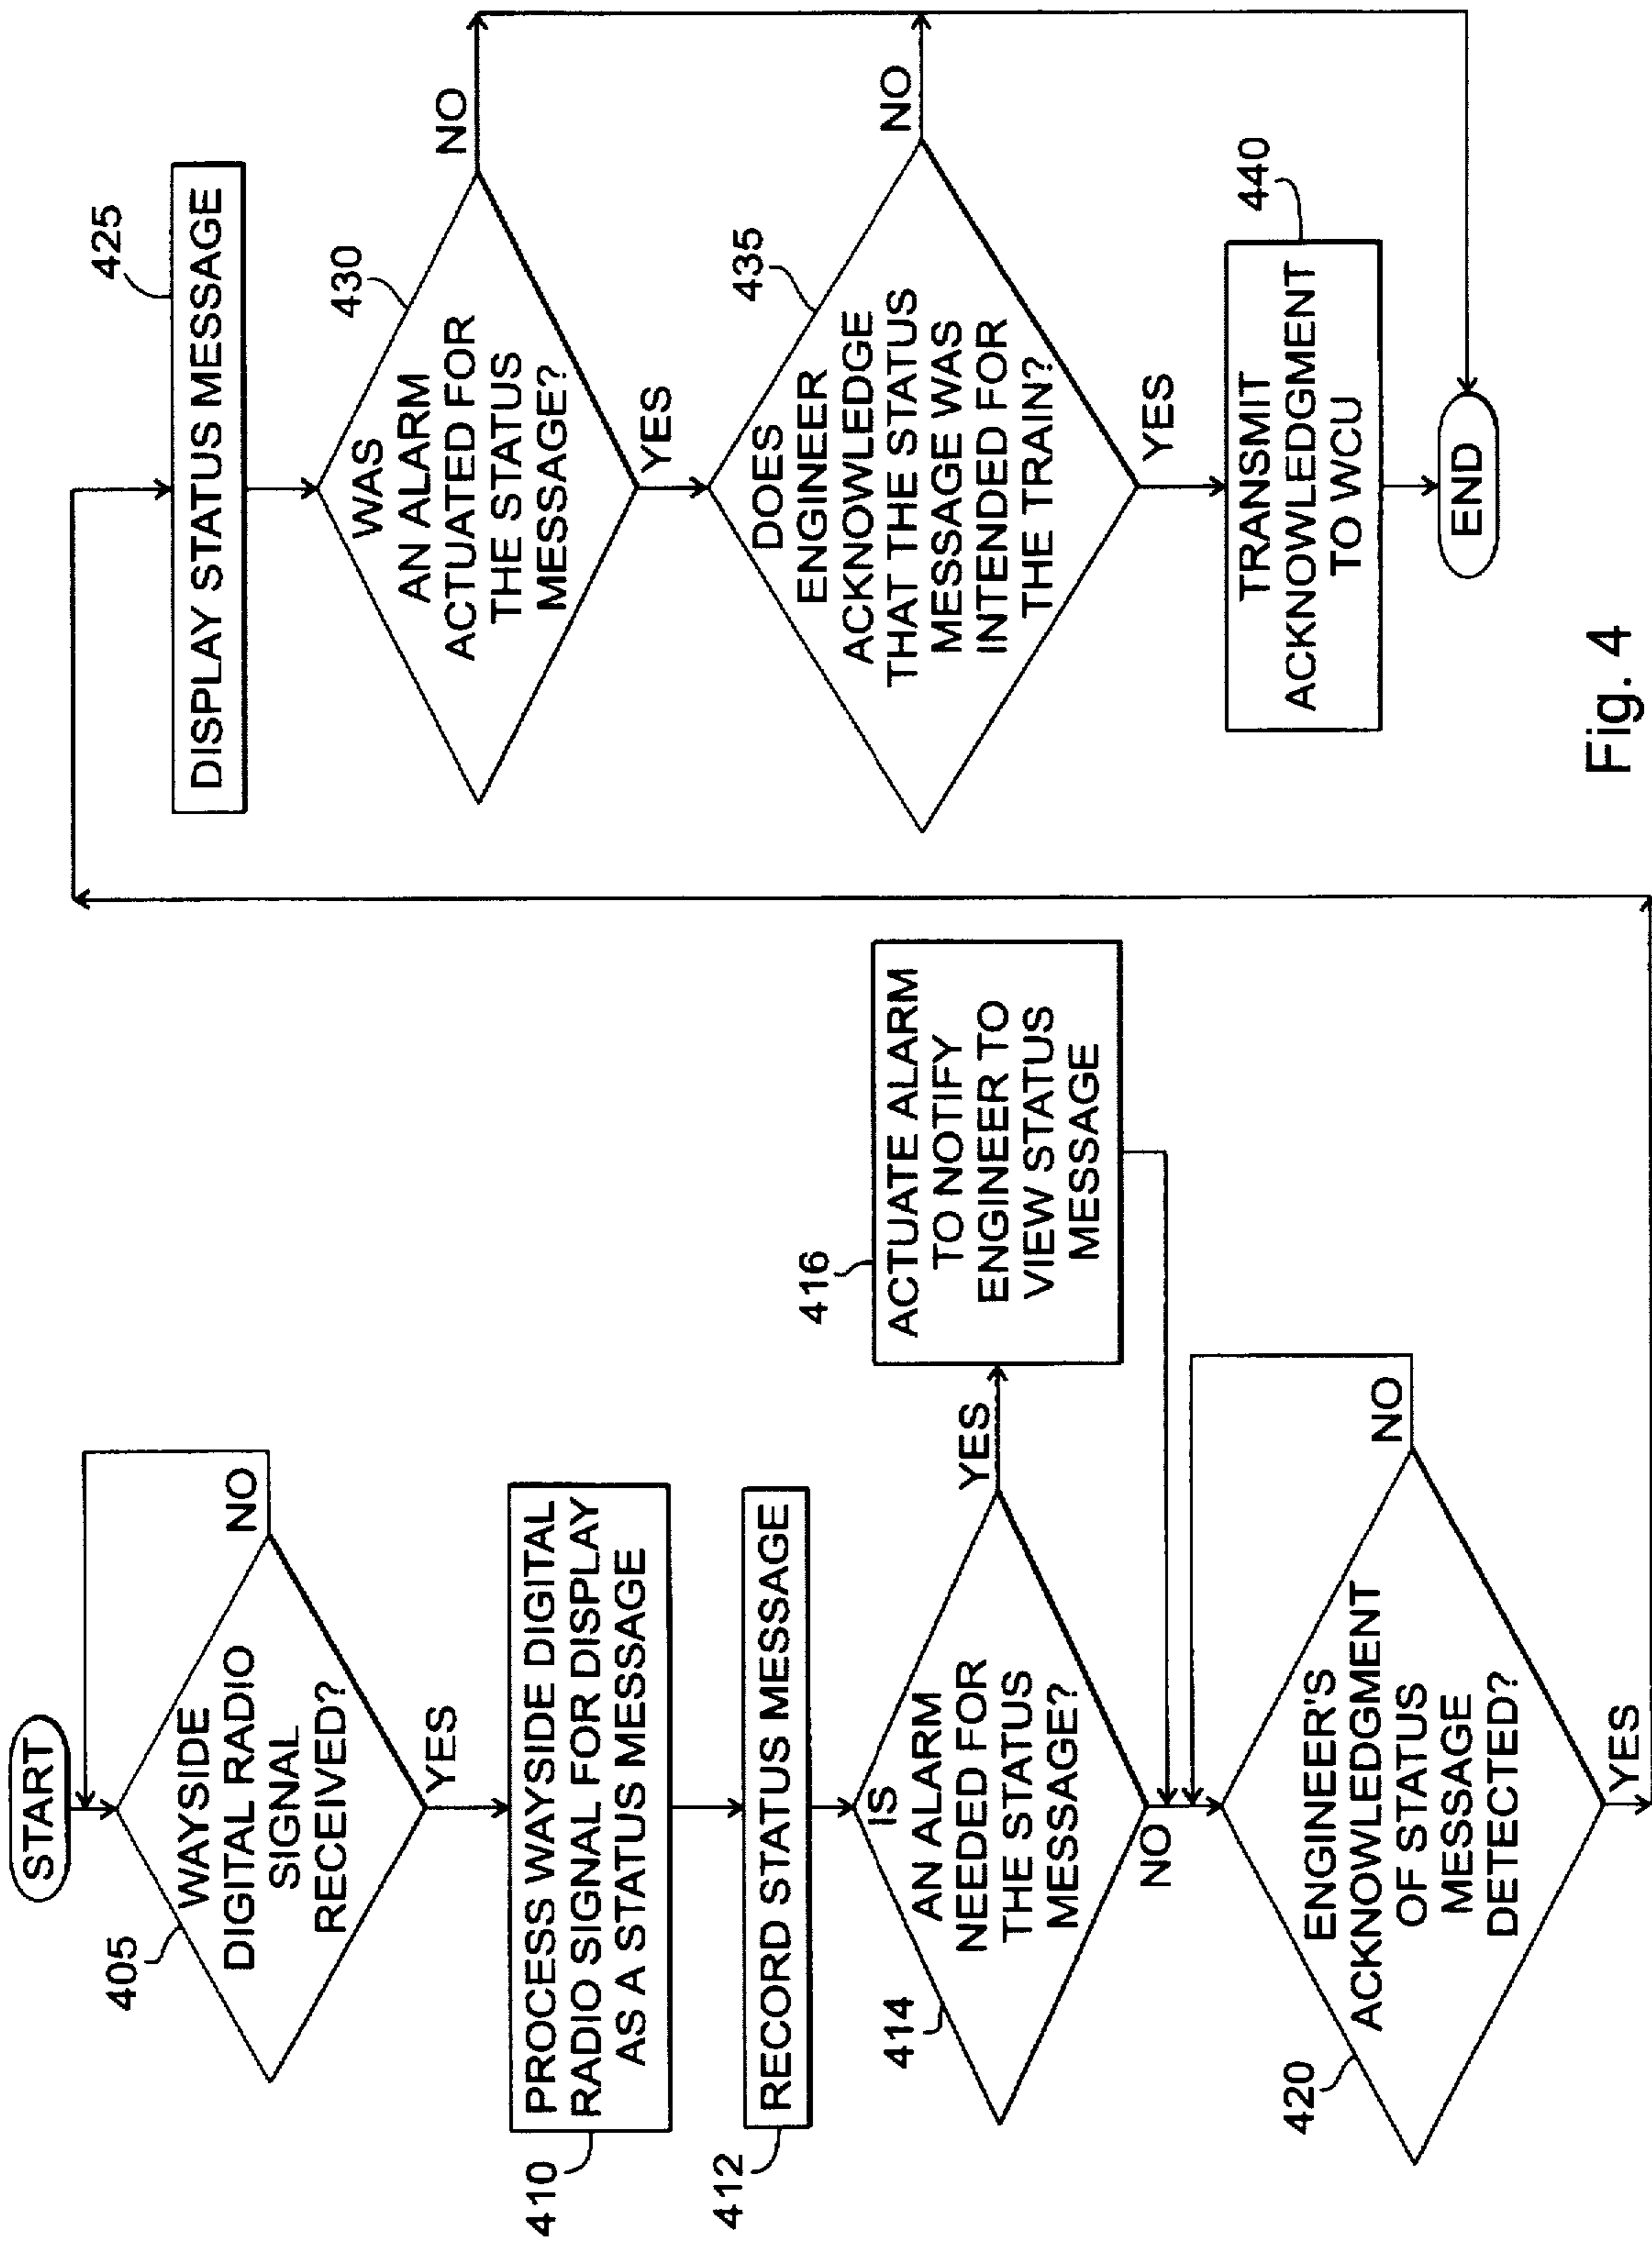 START
405
WAYSIDE
DIGITAL RADIO
SIGNAL
RECEIVED?
NO
YES
410
PROCESS WAYSIDE DIGITAL
RADIO SIGNAL FOR DISPLAY
AS A STATUS MESSAGE
412
RECORD STATUS MESSAGE
414
IS
AN ALARM
NEEDED FOR
THE STATUS
MESSAGE?
YES
NO
416
ACTUATE ALARM
TO NOTIFY
ENGINEER TO
VIEW STATUS
MESSAGE
420
ENGINEER'S
ACKNOWLEDGMENT
OF STATUS
MESSAGE
DETECTED?
NO
YES
425
DISPLAY STATUS MESSAGE
430
WAS
AN ALARM
ACTUATED FOR
THE STATUS
MESSAGE?
NO
YES
435
DOES
ENGINEER
ACKNOWLEDGE
THAT THE STATUS
MESSAGE WAS
INTENDED FOR
THE TRAIN?
NO
YES
440
TRANSMIT
ACKNOWLEDGMENT
TO WCU
END
Fig. 4